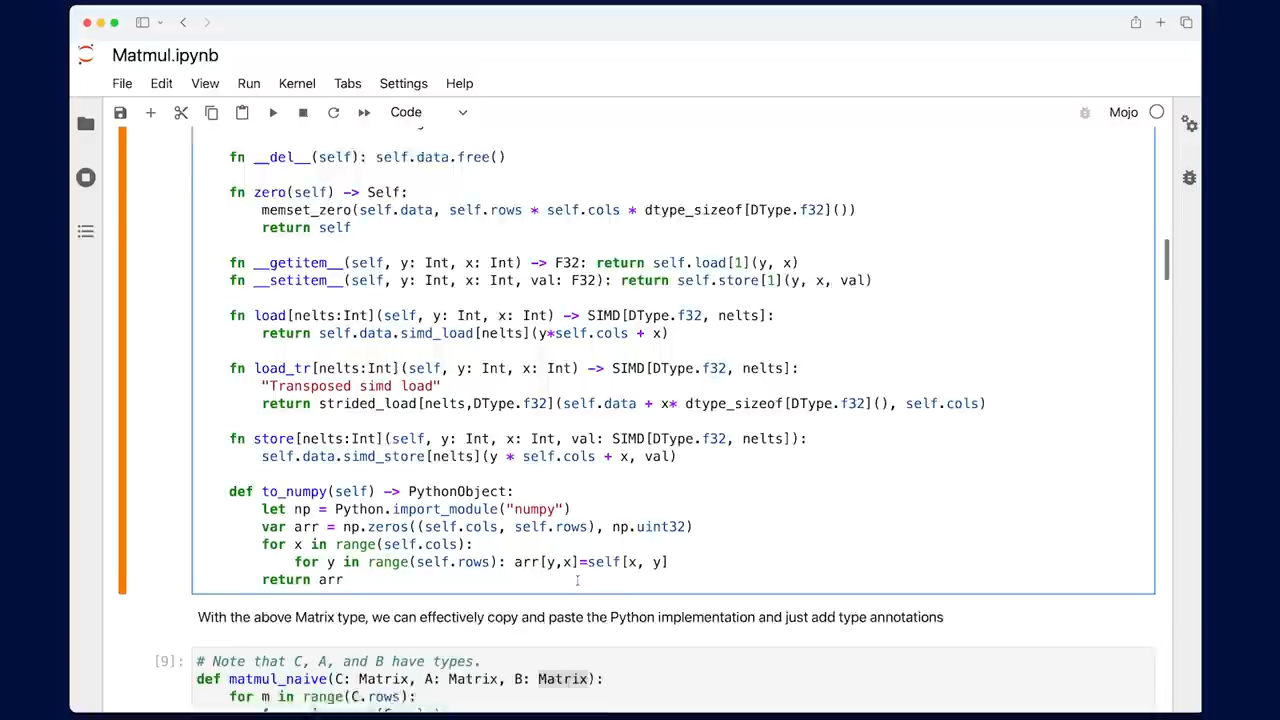 Matmul.ipynb
File Edit View Run Kernel Tabs Settings Help
Code Mojo
fn __del__(self): self.data.free()
fn zero(self) -> Self:
memset_zero(self.data, self.rows * self.cols * dtype_sizeof[DType.f32]())
return self
fn __getitem__(self, y: Int, x: Int) -> F32: return self.load[1](y, x)
fn __setitem__(self, y: Int, x: Int, val: F32): return self.store[1](y, x, val)
fn load[nelts:Int](self, y: Int, x: Int) -> SIMD[DType.f32, nelts]:
return self.data.simd_load[nelts](y*self.cols + x)
fn load_tr[nelts:Int](self, y: Int, x: Int) -> SIMD[DType.f32, nelts]:
"Transposed simd load"
return strided_load[nelts,DType.f32](self.data + x* dtype_sizeof[DType.f32](), self.cols)
fn store[nelts:Int](self, y: Int, x: Int, val: SIMD[DType.f32, nelts]):
self.data.simd_store[nelts](y * self.cols + x, val)
def to_numpy(self) -> PythonObject:
let np = Python.import_module("numpy")
var arr = np.zeros((self.cols, self.rows), np.uint32)
for x in range(self.cols):
for y in range(self.rows): arr[y,x]=self[x, y]
return arr
With the above Matrix type, we can effectively copy and paste the Python implementation and just add type annotations
[9]: # Note that C, A, and B have types.
def matmul_naive(C: Matrix, A: Matrix, B: Matrix):
for m in range(C.rows):